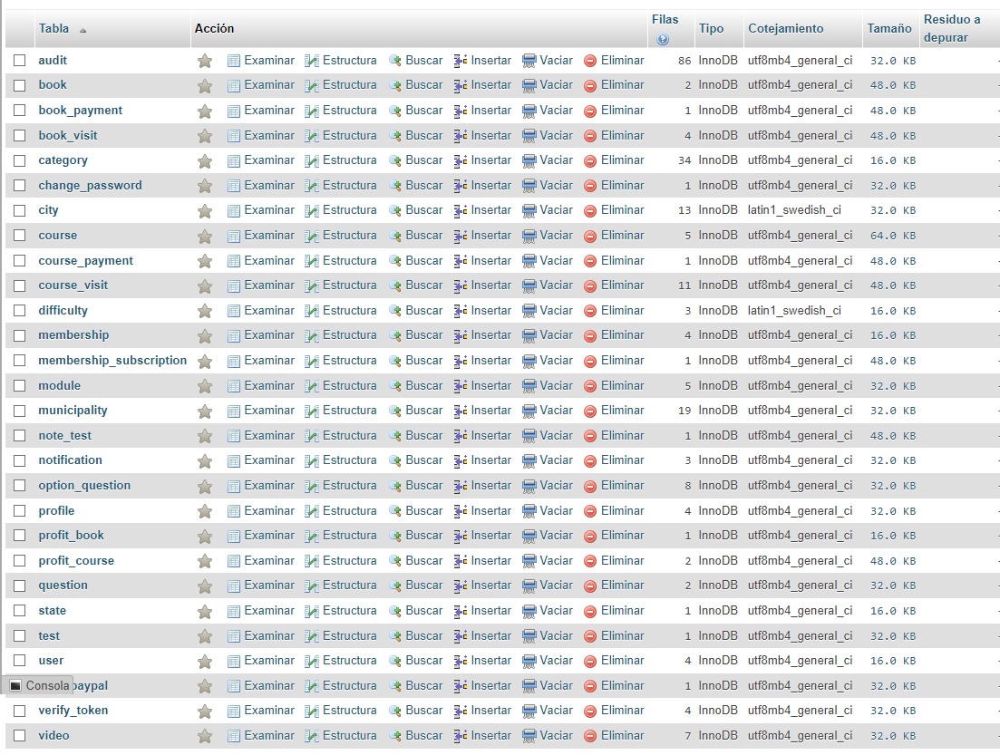 Tabla Acción Filas Tipo Cotejamiento Tamaño Residuo a depurar
audit Examinar Estructura Buscar Insertar Vaciar Eliminar 86 InnoDB utf8mb4_general_ci 32.0 KB -
book Examinar Estructura Buscar Insertar Vaciar Eliminar 2 InnoDB utf8mb4_general_ci 48.0 KB -
book_payment Examinar Estructura Buscar Insertar Vaciar Eliminar 1 InnoDB utf8mb4_general_ci 48.0 KB -
book_visit Examinar Estructura Buscar Insertar Vaciar Eliminar 4 InnoDB utf8mb4_general_ci 48.0 KB -
category Examinar Estructura Buscar Insertar Vaciar Eliminar 34 InnoDB utf8mb4_general_ci 16.0 KB -
change_password Examinar Estructura Buscar Insertar Vaciar Eliminar 1 InnoDB utf8mb4_general_ci 32.0 KB -
city Examinar Estructura Buscar Insertar Vaciar Eliminar 13 InnoDB latin1_swedish_ci 32.0 KB -
course Examinar Estructura Buscar Insertar Vaciar Eliminar 5 InnoDB utf8mb4_general_ci 64.0 KB -
course_payment Examinar Estructura Buscar Insertar Vaciar Eliminar 1 InnoDB utf8mb4_general_ci 48.0 KB -
course_visit Examinar Estructura Buscar Insertar Vaciar Eliminar 11 InnoDB utf8mb4_general_ci 48.0 KB -
difficulty Examinar Estructura Buscar Insertar Vaciar Eliminar 3 InnoDB latin1_swedish_ci 16.0 KB -
membership Examinar Estructura Buscar Insertar Vaciar Eliminar 4 InnoDB utf8mb4_general_ci 16.0 KB -
membership_subscription Examinar Estructura Buscar Insertar Vaciar Eliminar 1 InnoDB utf8mb4_general_ci 48.0 KB -
module Examinar Estructura Buscar Insertar Vaciar Eliminar 5 InnoDB utf8mb4_general_ci 32.0 KB -
municipality Examinar Estructura Buscar Insertar Vaciar Eliminar 19 InnoDB utf8mb4_general_ci 32.0 KB -
note_test Examinar Estructura Buscar Insertar Vaciar Eliminar 1 InnoDB utf8mb4_general_ci 48.0 KB -
notification Examinar Estructura Buscar Insertar Vaciar Eliminar 3 InnoDB utf8mb4_general_ci 32.0 KB -
option_question Examinar Estructura Buscar Insertar Vaciar Eliminar 8 InnoDB utf8mb4_general_ci 32.0 KB -
profile Examinar Estructura Buscar Insertar Vaciar Eliminar 4 InnoDB utf8mb4_general_ci 32.0 KB -
profit_book Examinar Estructura Buscar Insertar Vaciar Eliminar 1 InnoDB utf8mb4_general_ci 16.0 KB -
profit_course Examinar Estructura Buscar Insertar Vaciar Eliminar 2 InnoDB utf8mb4_general_ci 48.0 KB -
question Examinar Estructura Buscar Insertar Vaciar Eliminar 2 InnoDB utf8mb4_general_ci 32.0 KB -
state Examinar Estructura Buscar Insertar Vaciar Eliminar 1 InnoDB utf8mb4_general_ci 16.0 KB -
test Examinar Estructura Buscar Insertar Vaciar Eliminar 1 InnoDB utf8mb4_general_ci 32.0 KB -
user Examinar Estructura Buscar Insertar Vaciar Eliminar 4 InnoDB utf8mb4_general_ci 16.0 KB -
Consola paypal Examinar Estructura Buscar Insertar Vaciar Eliminar 1 InnoDB utf8mb4_general_ci 32.0 KB -
verify_token Examinar Estructura Buscar Insertar Vaciar Eliminar 4 InnoDB utf8mb4_general_ci 32.0 KB -
video Examinar Estructura Buscar Insertar Vaciar Eliminar 7 InnoDB utf8mb4_general_ci 32.0 KB -